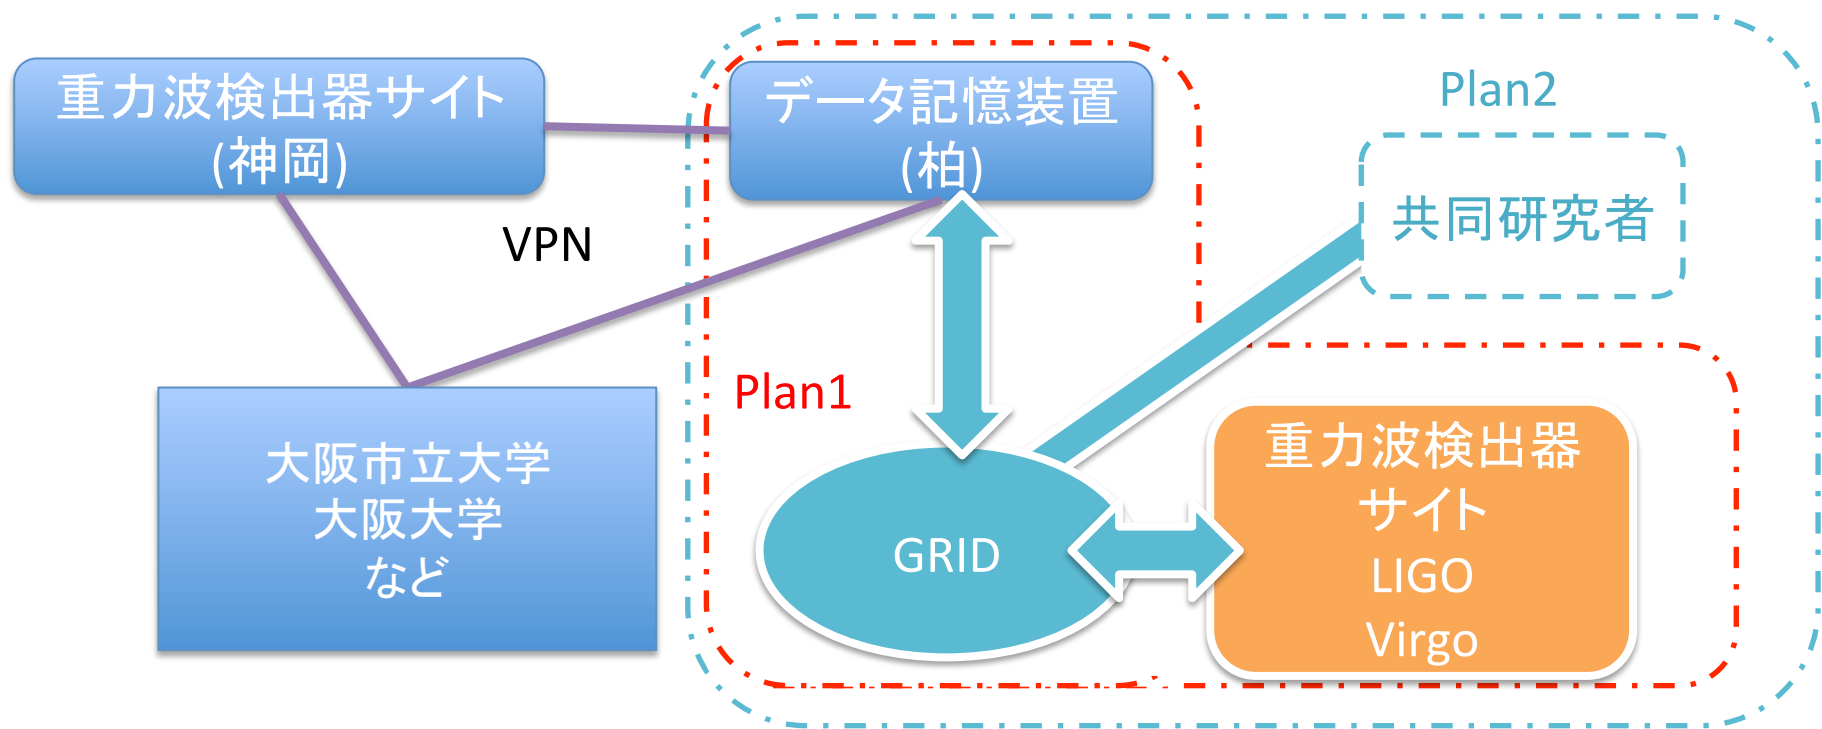 重力波検出器サイト
(神岡)
データ記憶装置
(柏)
Plan2
共同研究者
VPN
Plan1
大阪市立大学
大阪大学
など
GRID
重力波検出器
サイト
LIGO
Virgo